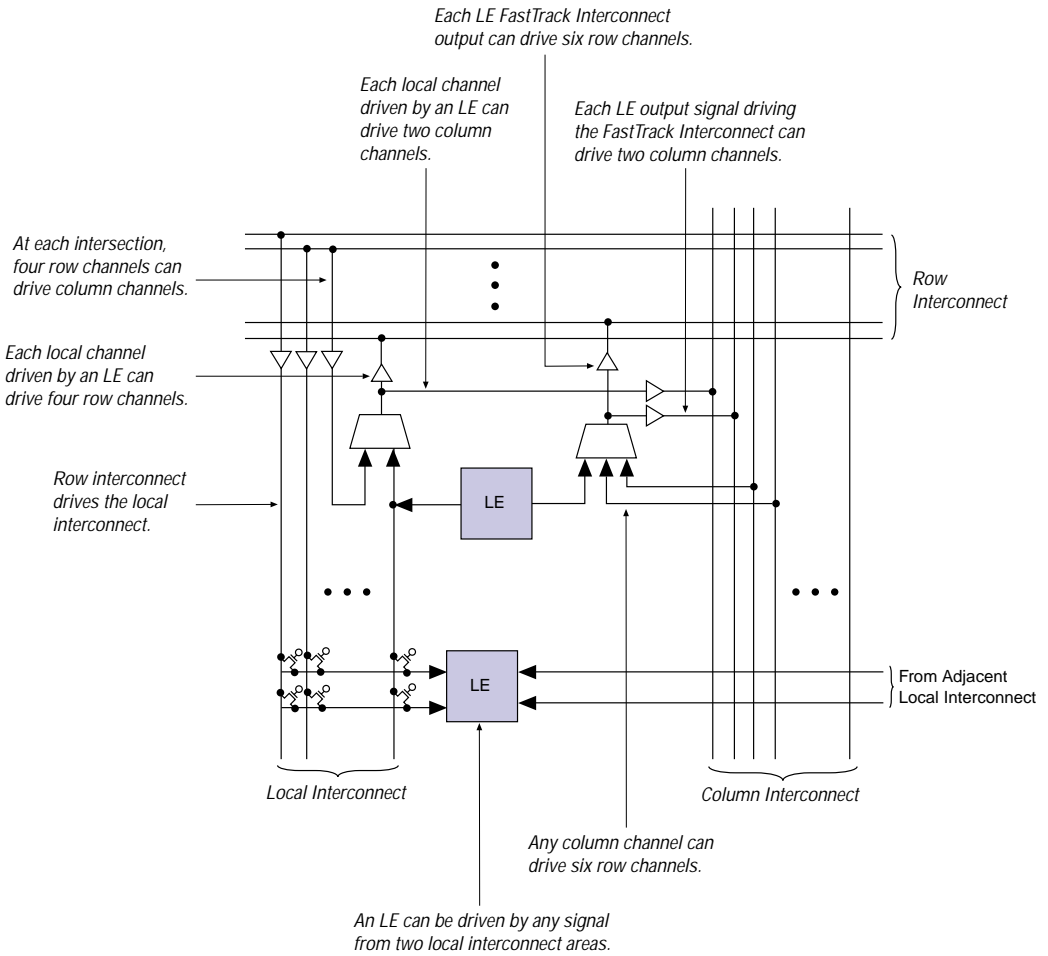 Each LE FastTrack Interconnect
output can drive six row channels.
Each local channel
driven by an LE can
drive two column
channels.
Each LE output signal driving
the FastTrack Interconnect can
drive two column channels.
At each intersection,
four row channels can
drive column channels.
Row
Interconnect
Each local channel
driven by an LE can
drive four row channels.
Row interconnect
drives the local
interconnect.
LE
LE
From Adjacent
Local Interconnect
Local Interconnect
Column Interconnect
Any column channel can
drive six row channels.
An LE can be driven by any signal
from two local interconnect areas.